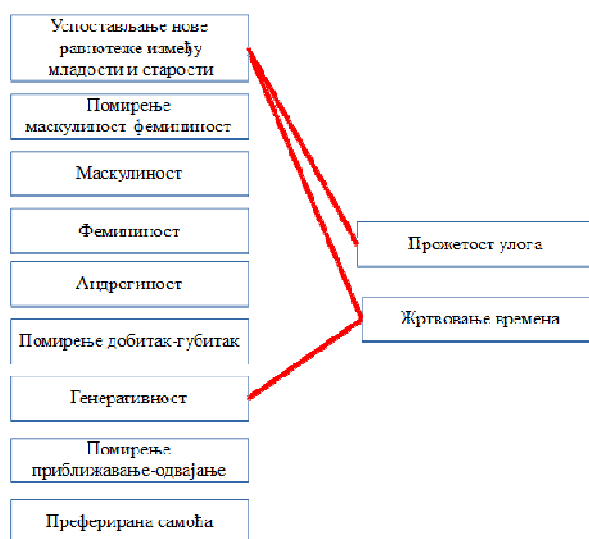 Успостављање нове
равнотеже између
младости и старости
Помирење
маскулиност-фемининост
Маскулиност
Фемининост
Андрогиност
Помирење добитак-губитак
Генеративност
Помирење
приближавање-одвајање
Преферирана самоћа
Прожетост улога
Жртвовање времена